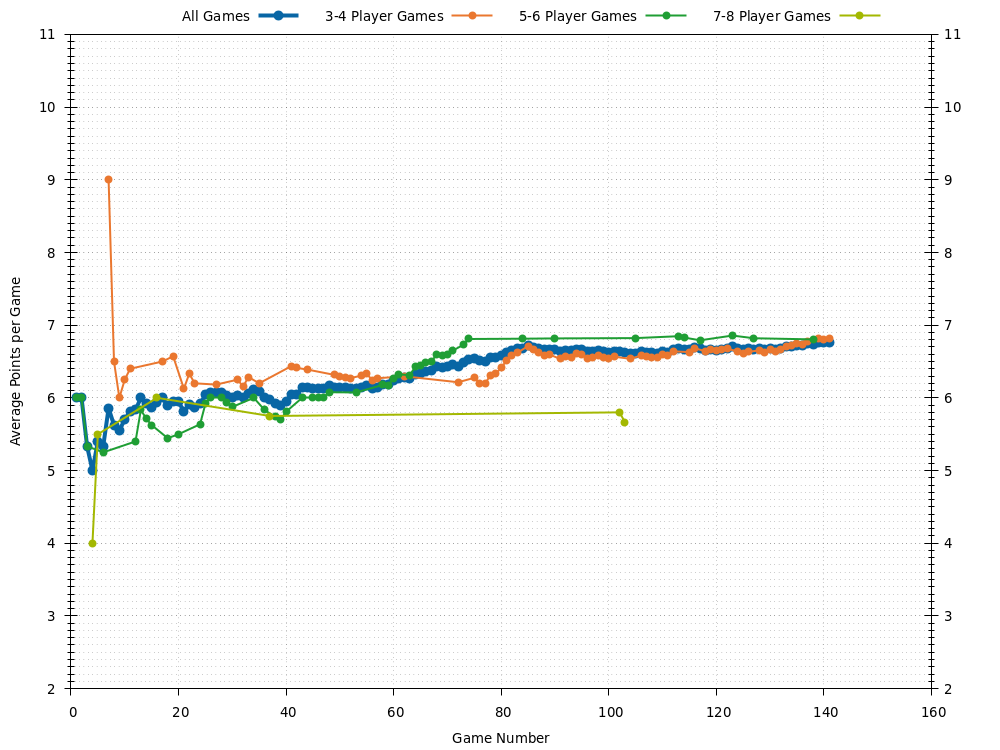 All Games 3-4 Player Games 5-6 Player Games 7-8 Player Games
11 11
10 10
9 9
8 8
7 7
6 6
5 5
4 4
3 3
2 2
Average Points per Game
0 20 40 60 80 100 120 140 160
Game Number